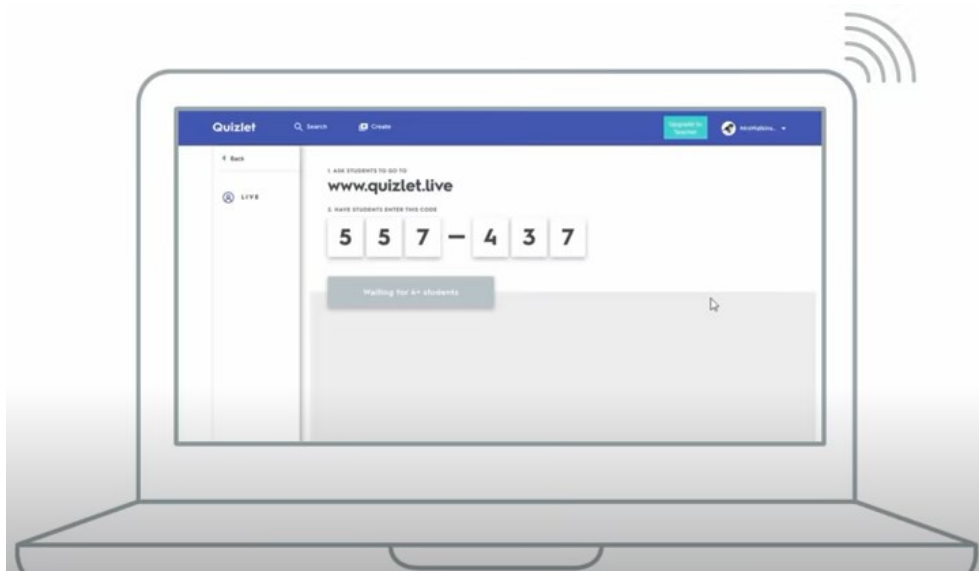 Quizlet
Search
Create
Upgrade to Teacher
Back
LIVE
1. ASK STUDENTS TO GO TO
www.quizlet.live
2. HAVE STUDENTS ENTER THIS CODE
557-437
Waiting for 4+ students